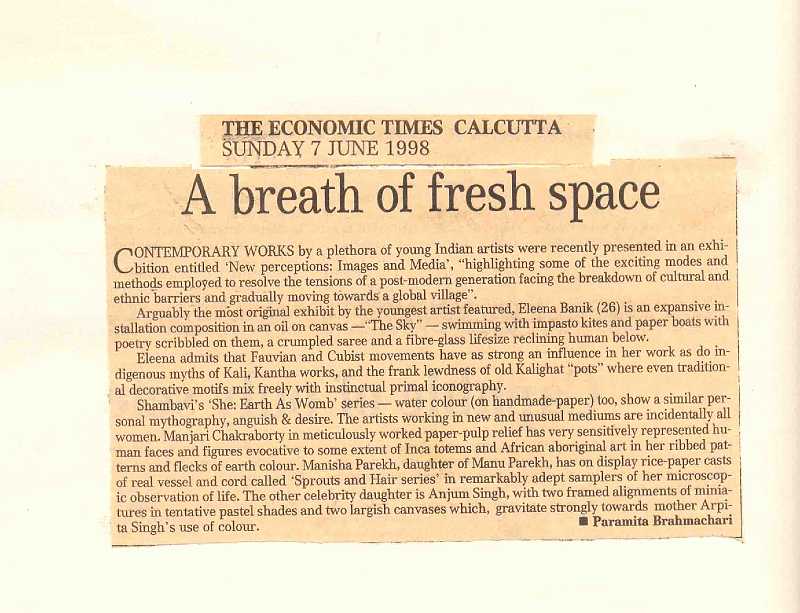 THE ECONOMIC TIMES CALCUTTA
SUNDAY 7 JUNE 1998
A breath of fresh space
CONTEMPORARY WORKS by a plethora of young Indian artists were recently presented in an exhi-
bition entitled ‘New perceptions: Images and Media’, “highlighting some of the exciting modes and
methods employed to resolve the tensions of a post-modern generation facing the breakdown of cultural and
ethnic barriers and gradually moving towards a global village”.
Arguably the most original exhibit by the youngest artist featured, Eleena Banik (26) is an expansive in-
stallation composition in an oil on canvas —“The Sky” — swimming with impasto kites and paper boats with
poetry scribbled on them, a crumpled saree and a fibre-glass lifesize reclining human below.
Eleena admits that Fauvian and Cubist movements have as strong an influence in her work as do in-
digenous myths of Kali, Kantha works, and the frank lewdness of old Kalighat “pots” where even tradition-
al decorative motifs mix freely with instinctual primal iconography.
Shambavi’s ‘She: Earth As Womb’ series — water colour (on handmade-paper) too, show a similar per-
sonal mythography, anguish & desire. The artists working in new and unusual mediums are incidentally all
women. Manjari Chakraborty in meticulously worked paper-pulp relief has very sensitively represented hu-
man faces and figures evocative to some extent of Inca totems and African aboriginal art in her ribbed pat-
terns and flecks of earth colour. Manisha Parekh, daughter of Manu Parekh, has on display rice-paper casts
of real vessel and cord called ‘Sprouts and Hair series’ in remarkably adept samplers of her microscop-
ic observation of life. The other celebrity daughter is Anjum Singh, with two framed alignments of minia-
tures in tentative pastel shades and two largish canvases which, gravitate strongly towards mother Arpi-
ta Singh’s use of colour. ■ Paramita Brahmachari